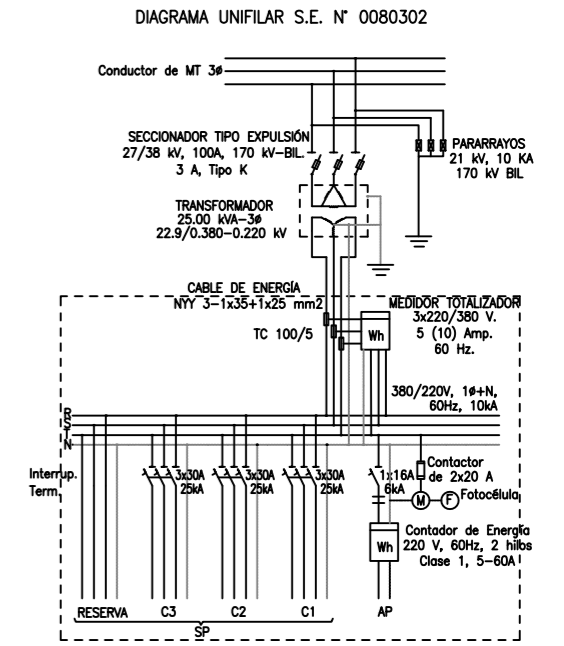 DIAGRAMA UNIFILAR S.E. N° 0080302
Conductor de MT 3ø
SECCIONADOR TIPO EXPULSIÓN
27/38 kV, 100A, 170 kV-BIL.
3 A, Tipo K
PARARRAYOS
21 kV, 10 KA
170 kV BIL
TRANSFORMADOR
25.00 kVA-3ø
22.9/0.380-0.220 kV
CABLE DE ENERGÍA
NYY 3-1x35+1x25 mm2
MEDIDOR TOTALIZADOR
3x220/380 V.
5 (10) Amp.
60 Hz.
TC 100/5
Wh
380/220V, 1ø+N,
60Hz, 10kA
R
S
T
N
Interrup.
Term.
3x30A
25kA
3x30A
25kA
3x30A
25kA
1x16A
6kA
Contactor
de 2x20 A
M
F
Fotocélula
Wh
Contador de Energía
220 V, 60Hz, 2 hilos
Clase 1, 5-60A
RESERVA
C3
C2
C1
AP
SP